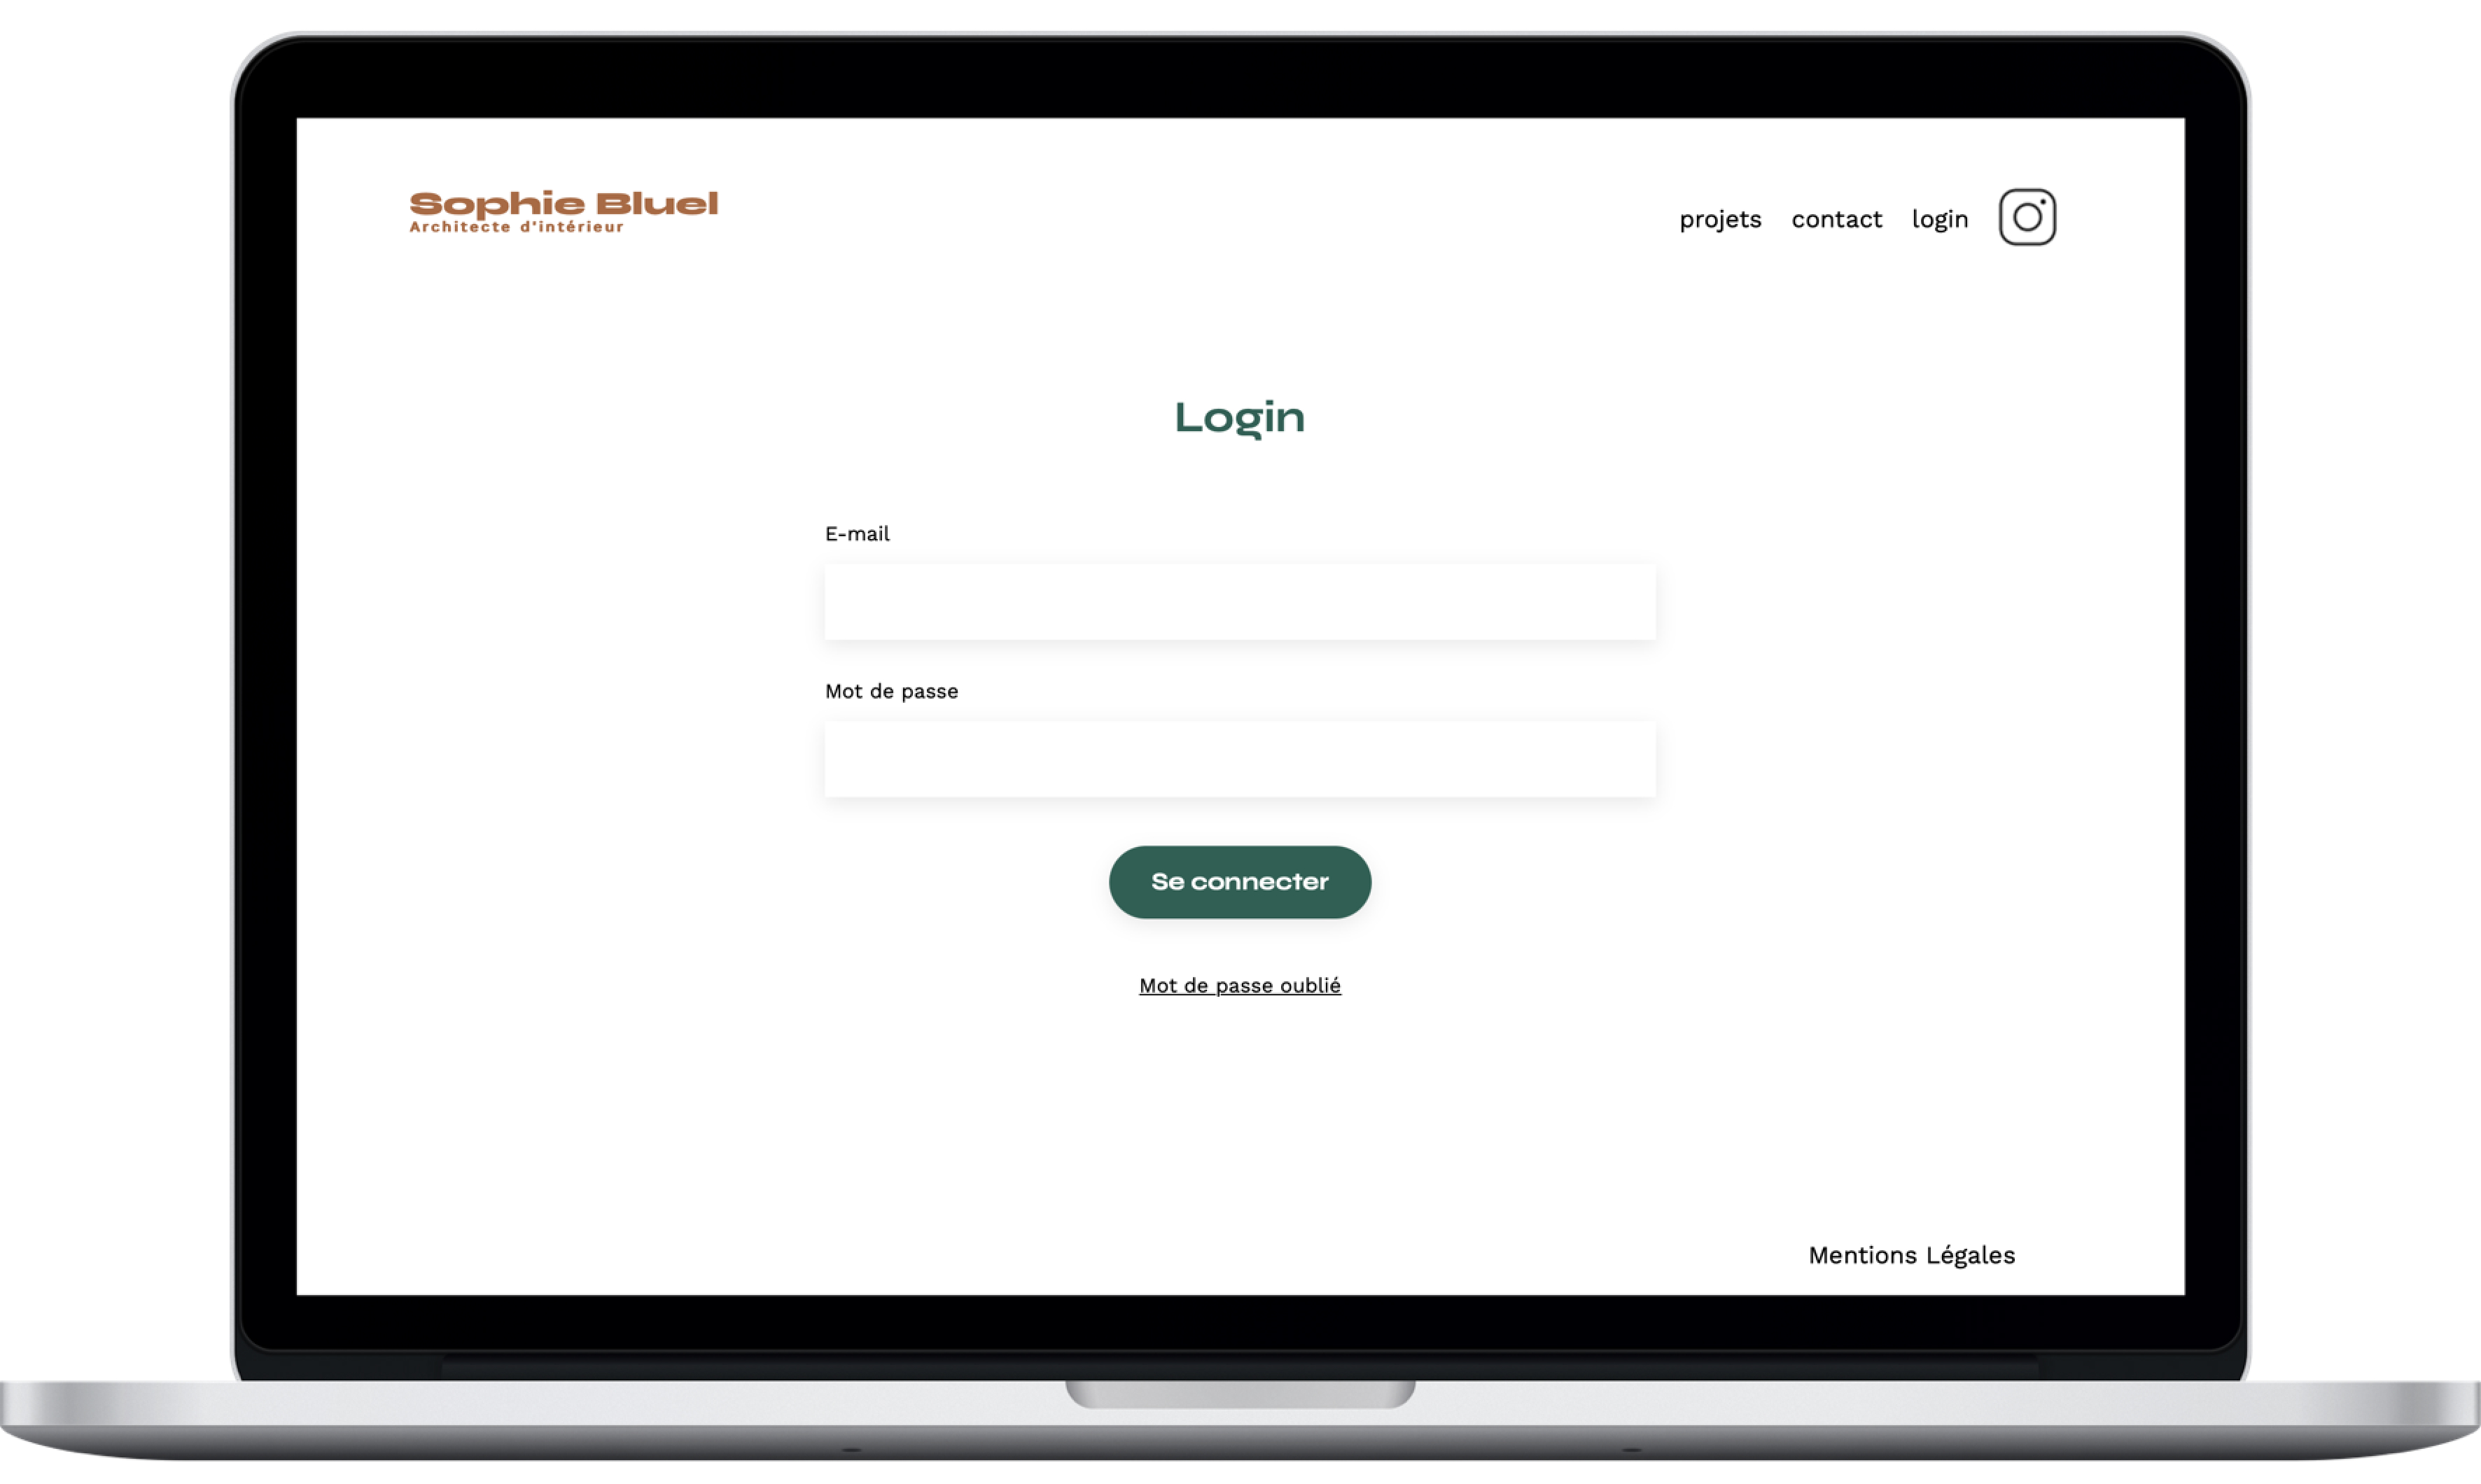 Sophie Bluel
Architecte d'intérieur
projets contact login
Login
E-mail
Mot de passe
Se connecter
Mot de passe oublié
Mentions Légales